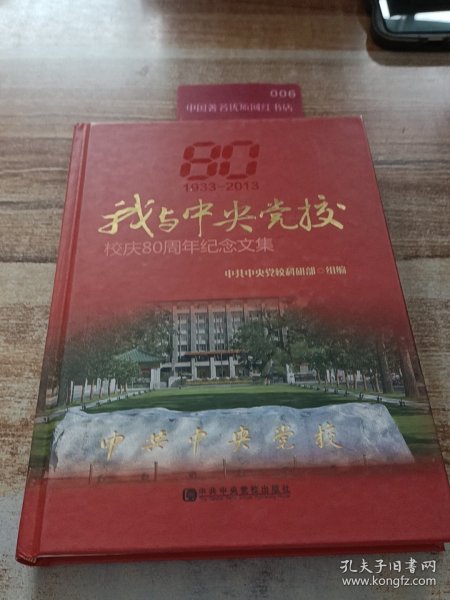 006
中国著名优质网红书店
80
1933-2013
我与中央党校
校庆80周年纪念文集
中共中央党校科研部 组编
中共中央党校
中共中央党校出版社
孔夫子旧书网
www.kongfz.com